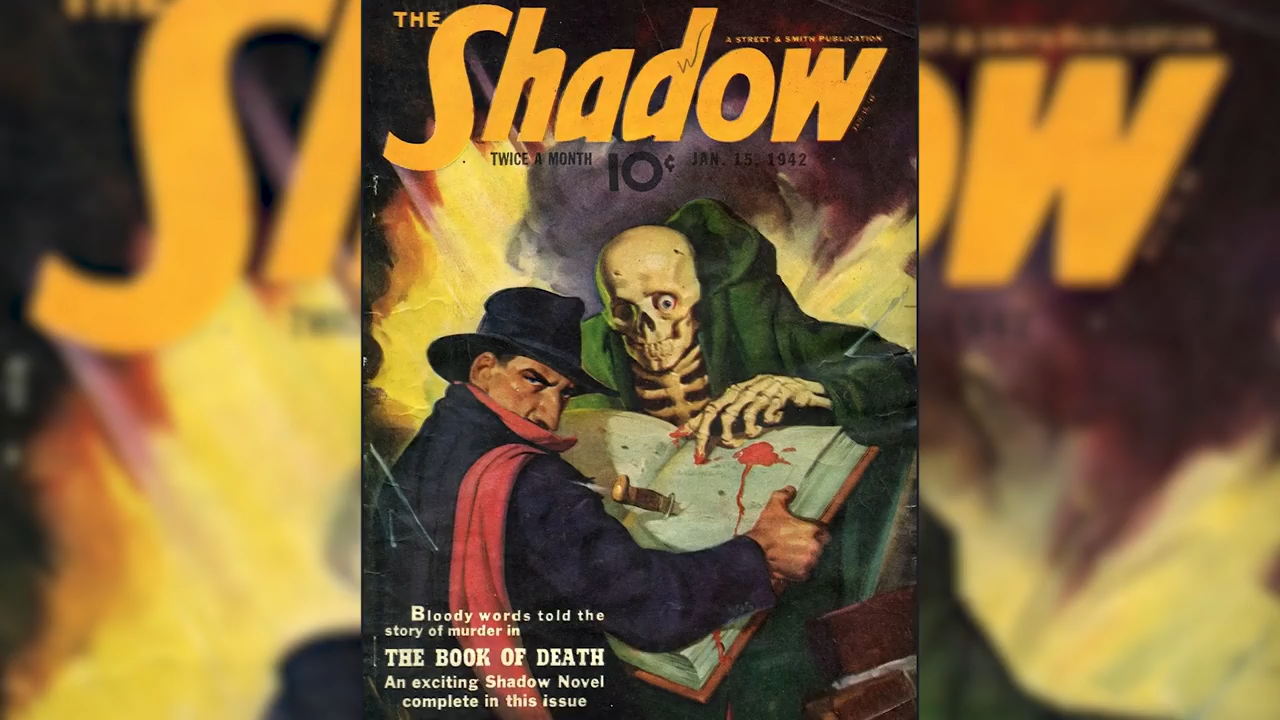 THE
Shadow
A STREET & SMITH PUBLICATION
TWICE A MONTH 10¢ JAN. 15, 1942
Bloody words told the
story of murder in
THE BOOK OF DEATH
An exciting Shadow Novel
complete in this issue